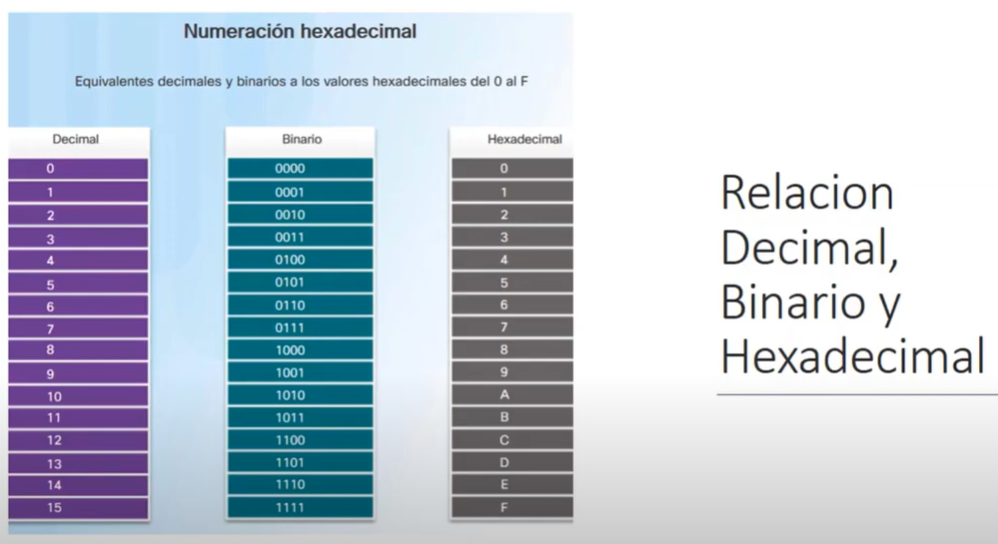 Numeración hexadecimal
Equivalentes decimales y binarios a los valores hexadecimales del 0 al F
Decimal Binario Hexadecimal
0 0000 0
1 0001 1
2 0010 2
3 0011 3
4 0100 4
5 0101 5
6 0110 6
7 0111 7
8 1000 8
9 1001 9
10 1010 A
11 1011 B
12 1100 C
13 1101 D
14 1110 E
15 1111 F
Relacion
Decimal,
Binario y
Hexadecimal